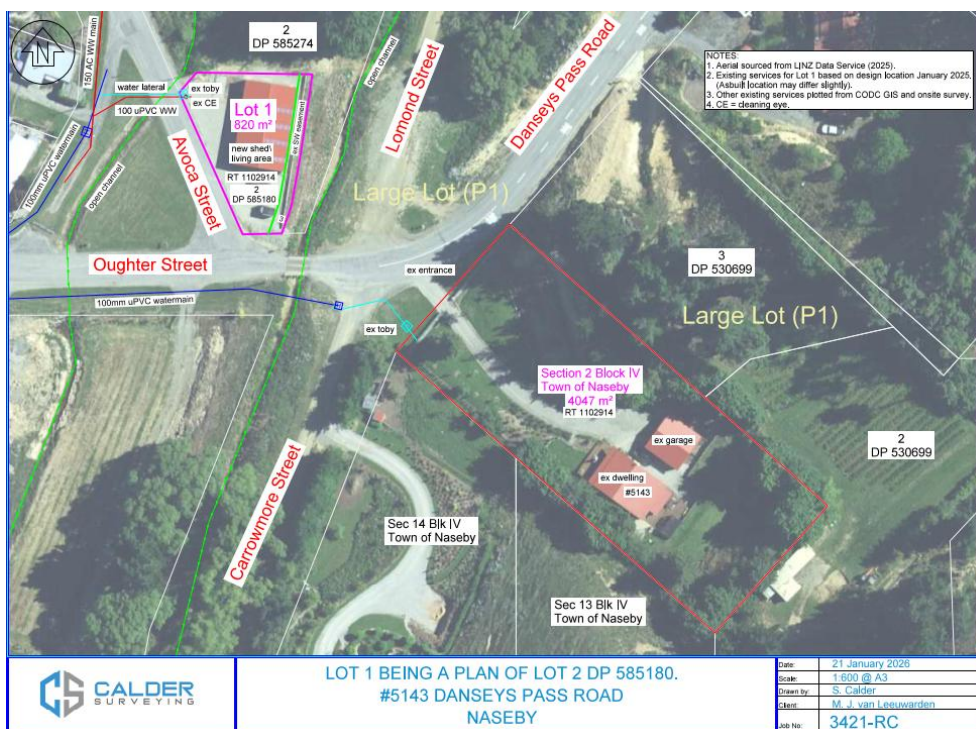 N
150 AC WW main
water lateral
ex toby
ex CE
100 uPVC WW
100mm uPVC watermain
open channel
Avoca Street
2
DP 585274
open channel
Lot 1
820 m²
new shed\
living area
ex SW easement
RT 1102914
2
DP 585180
Lomond Street
Danseys Pass Road
NOTES:
1. Aerial sourced from LINZ Data Service (2025).
2. Existing services for Lot 1 based on design location January 2025,
(Asbuilt location may differ slightly).
3. Other existing services plotted from CODC GIS and onsite survey.
4. CE = cleaning eye.
Large Lot (P1)
Oughter Street
ex entrance
3
DP 530699
100mm uPVC watermain
ex toby
Large Lot (P1)
Section 2 Block IV
Town of Naseby
4047 m²
RT 1102914
ex garage
ex dwelling
#5143
2
DP 530699
Carrowmore Street
Sec 14 Blk IV
Town of Naseby
Sec 13 Blk IV
Town of Naseby
CS CALDER
SURVEYING
LOT 1 BEING A PLAN OF LOT 2 DP 585180.
#5143 DANSEYS PASS ROAD
NASEBY
Date: 21 January 2026
Scale: 1:600 @ A3
Drawn by: S. Calder
Client: M. J. van Leeuwarden
Job No: 3421-RC